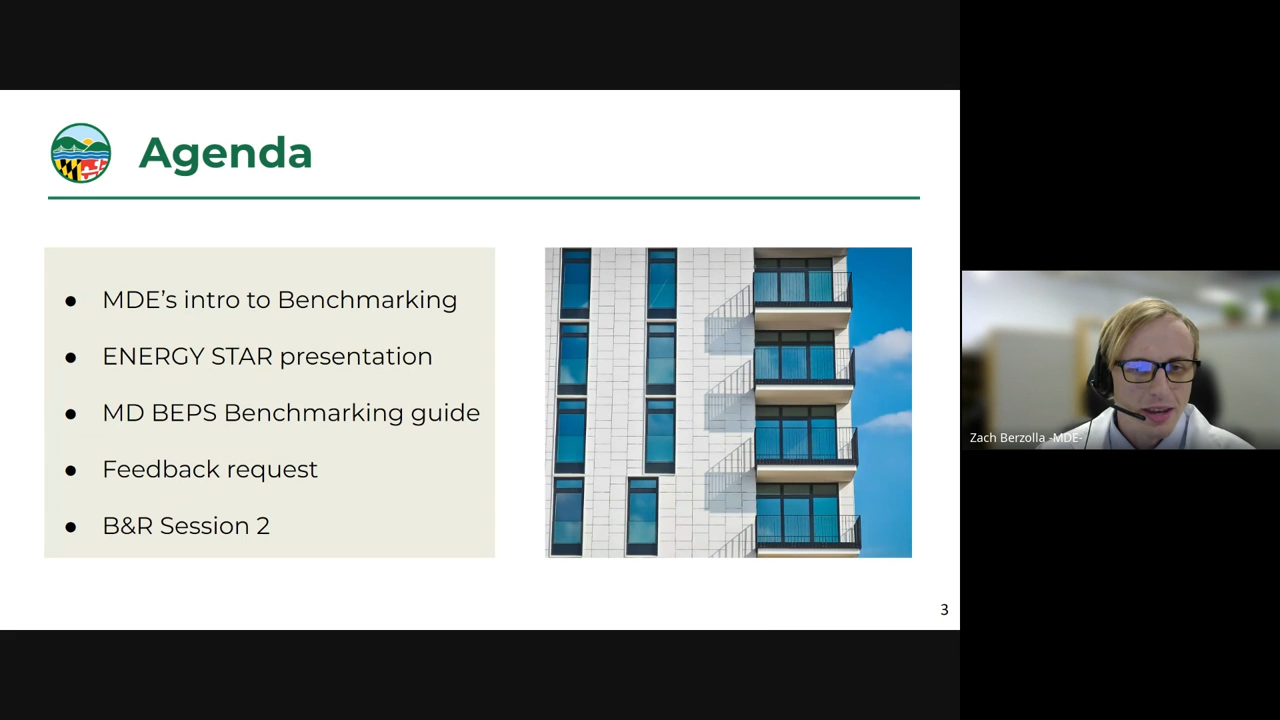 Agenda
● MDE’s intro to Benchmarking
● ENERGY STAR presentation
● MD BEPS Benchmarking guide
● Feedback request
● B&R Session 2
3
Zach Berzolla -MDE-